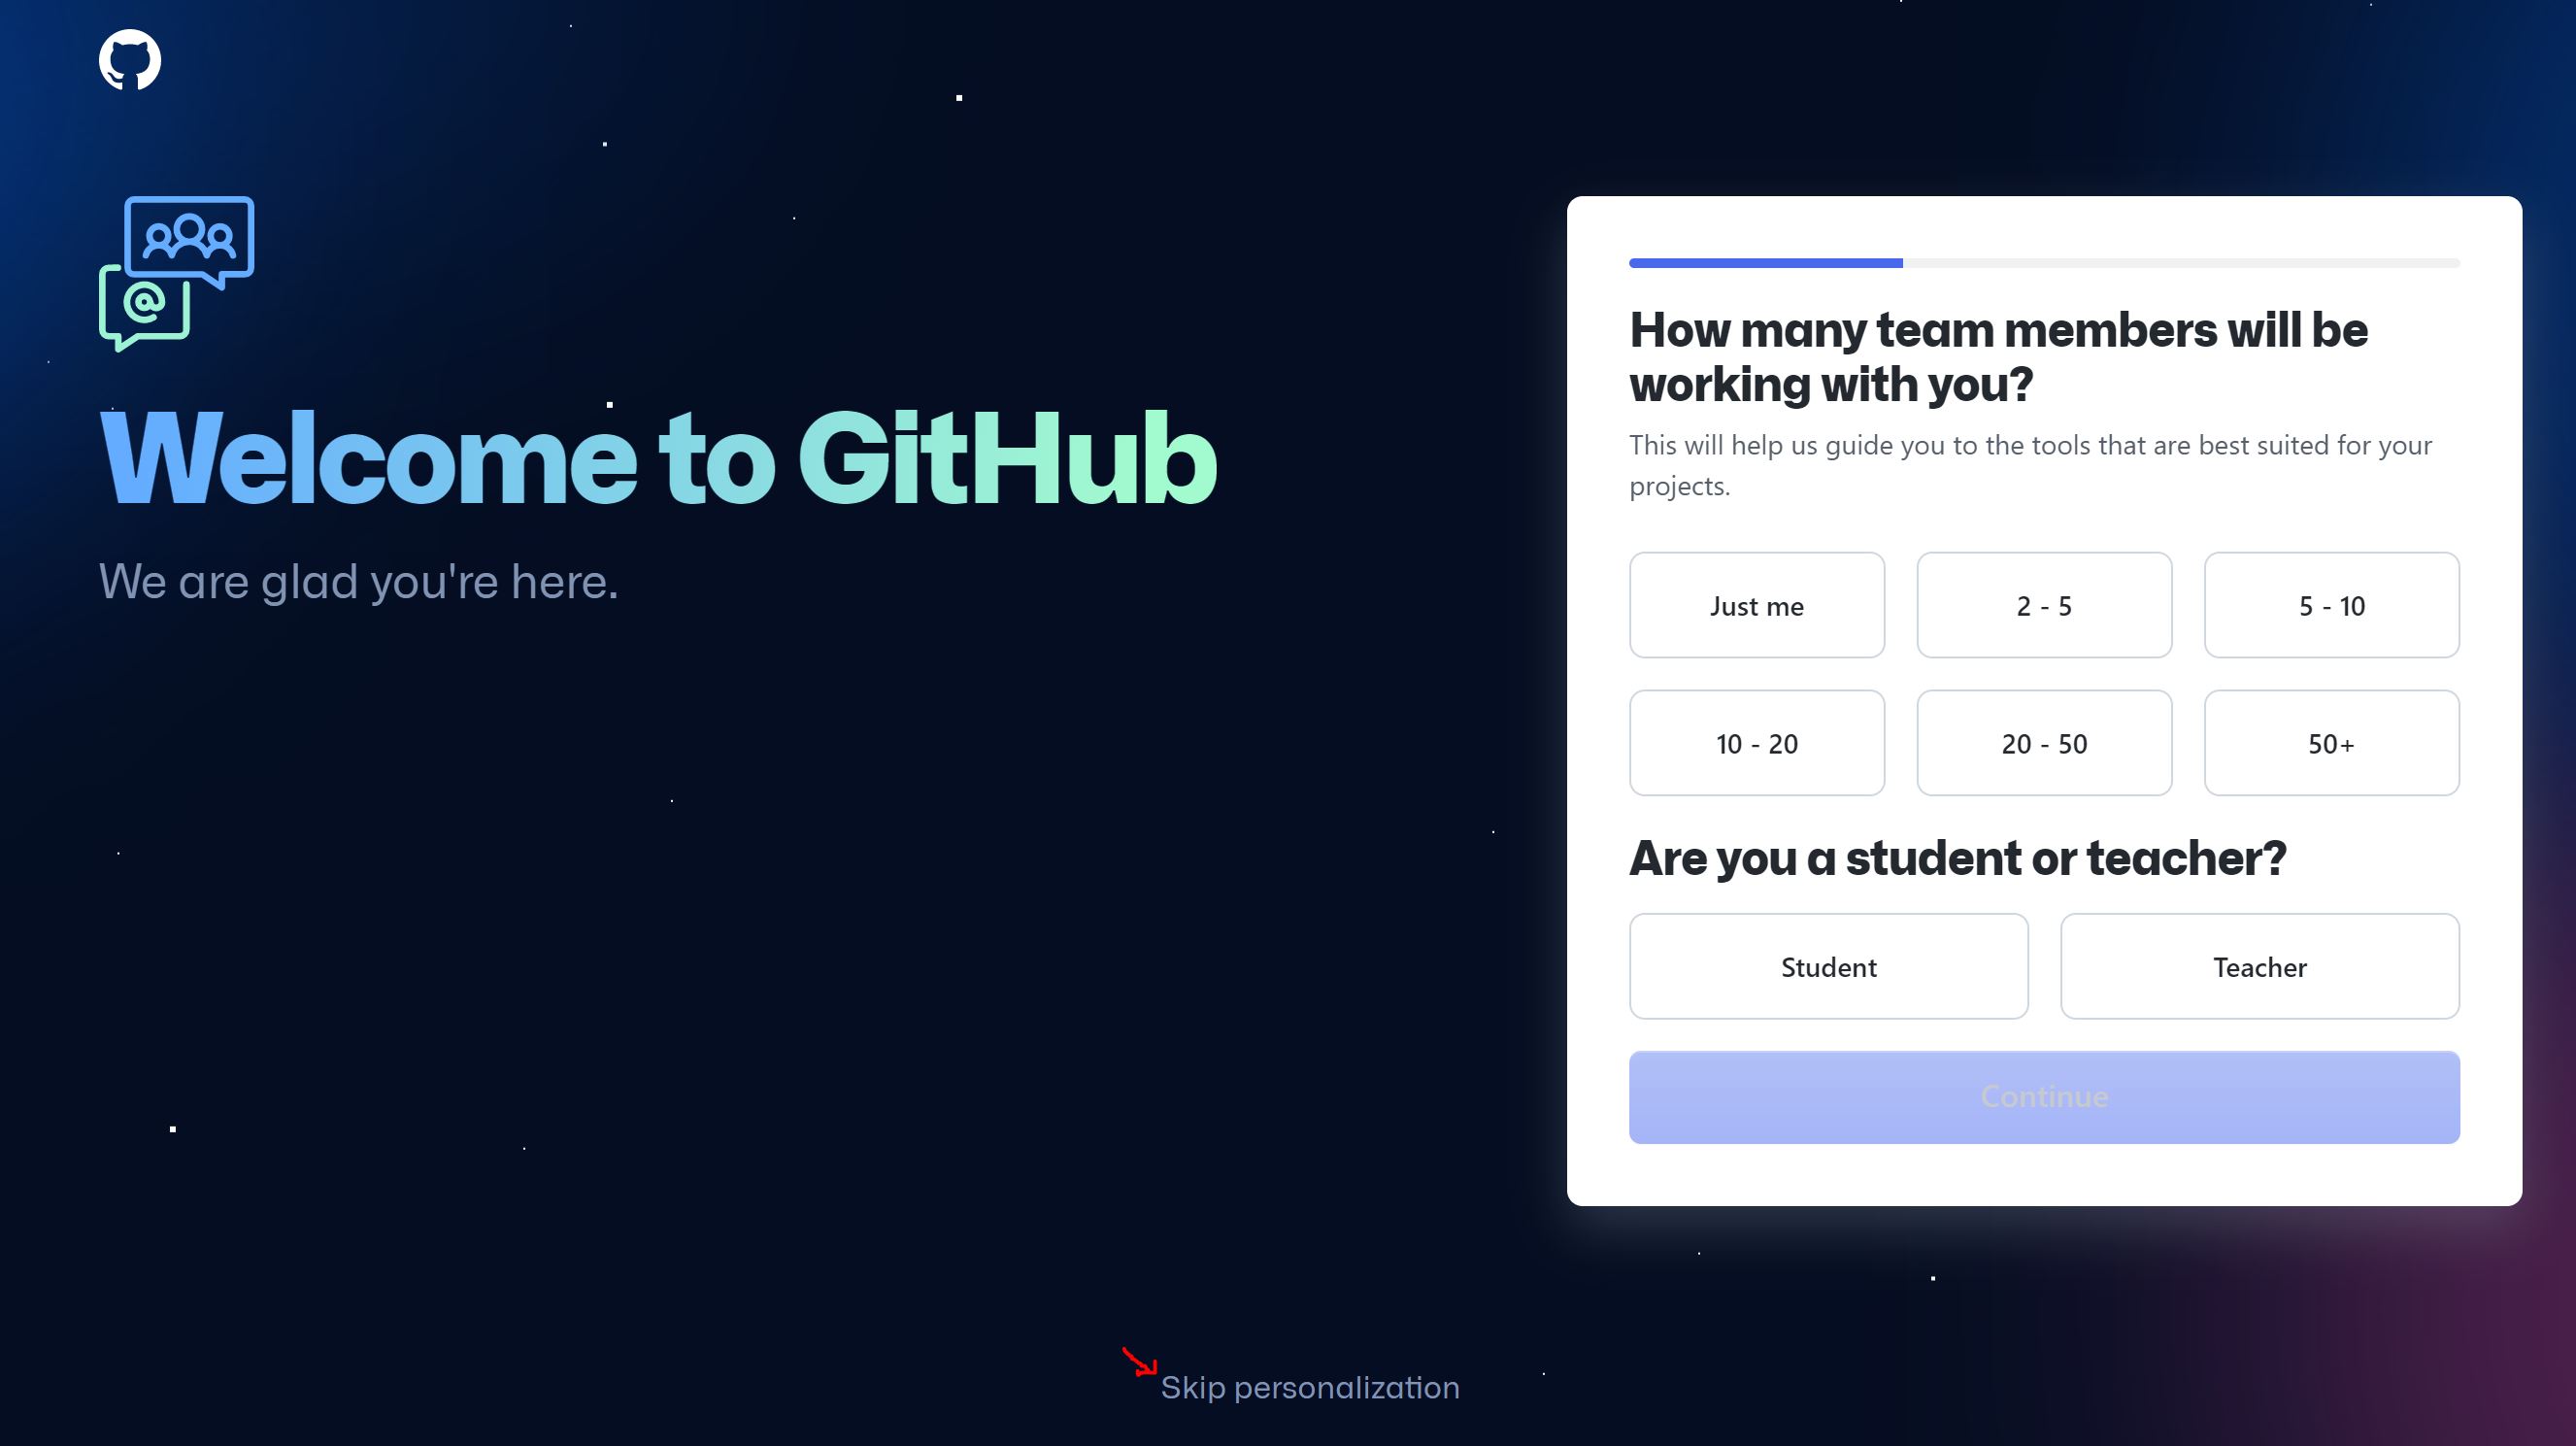 @
Welcome to GitHub
We are glad you're here.
How many team members will be
working with you?
This will help us guide you to the tools that are best suited for your
projects.
Just me
2 - 5
5 - 10
10 - 20
20 - 50
50+
Are you a student or teacher?
Student
Teacher
Continue
Skip personalization